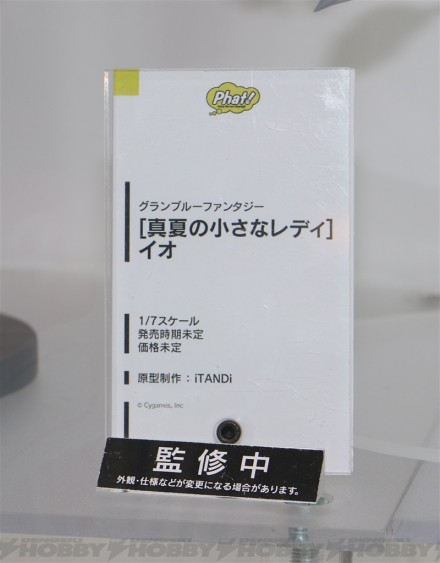 Phat!
グランブルーファンタジー
[真夏の小さなレディ]
イオ
1/7スケール
発売時期未定
価格未定
原型制作：iTANDi
© Cygames, Inc.
監修中
外観・仕様などが変更になる場合があります。
HOBBY HOBBY HOBBY HOBBY